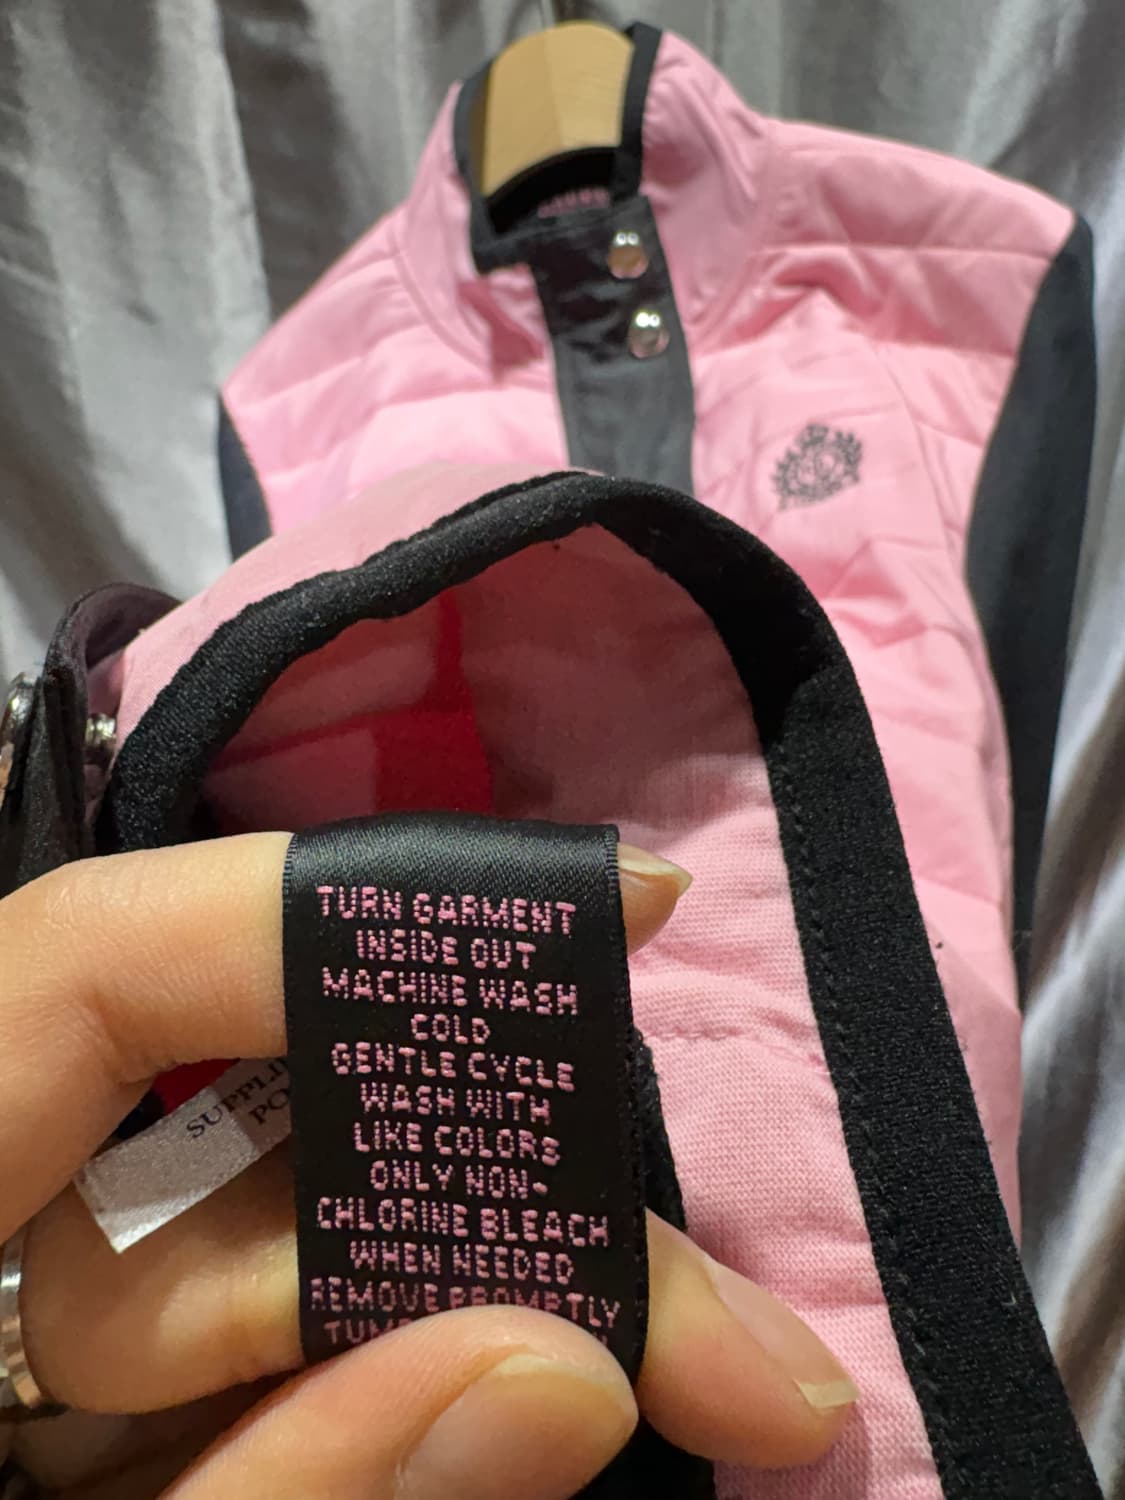 TURN GARMENT
INSIDE OUT
MACHINE WASH
COLD
GENTLE CYCLE
WASH WITH
LIKE COLORS
ONLY NON-
CHLORINE BLEACH
WHEN NEEDED
REMOVE PROMPTLY